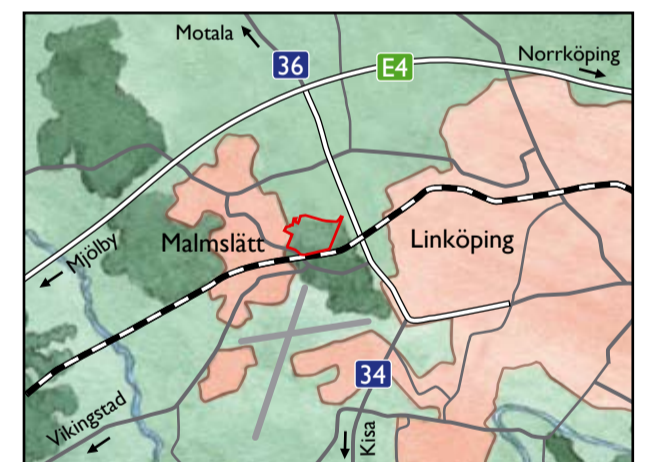 Motala
36
E4
Norrköping
Malmslätt
Linköping
Mjölby
34
Vikingstad
Kisa